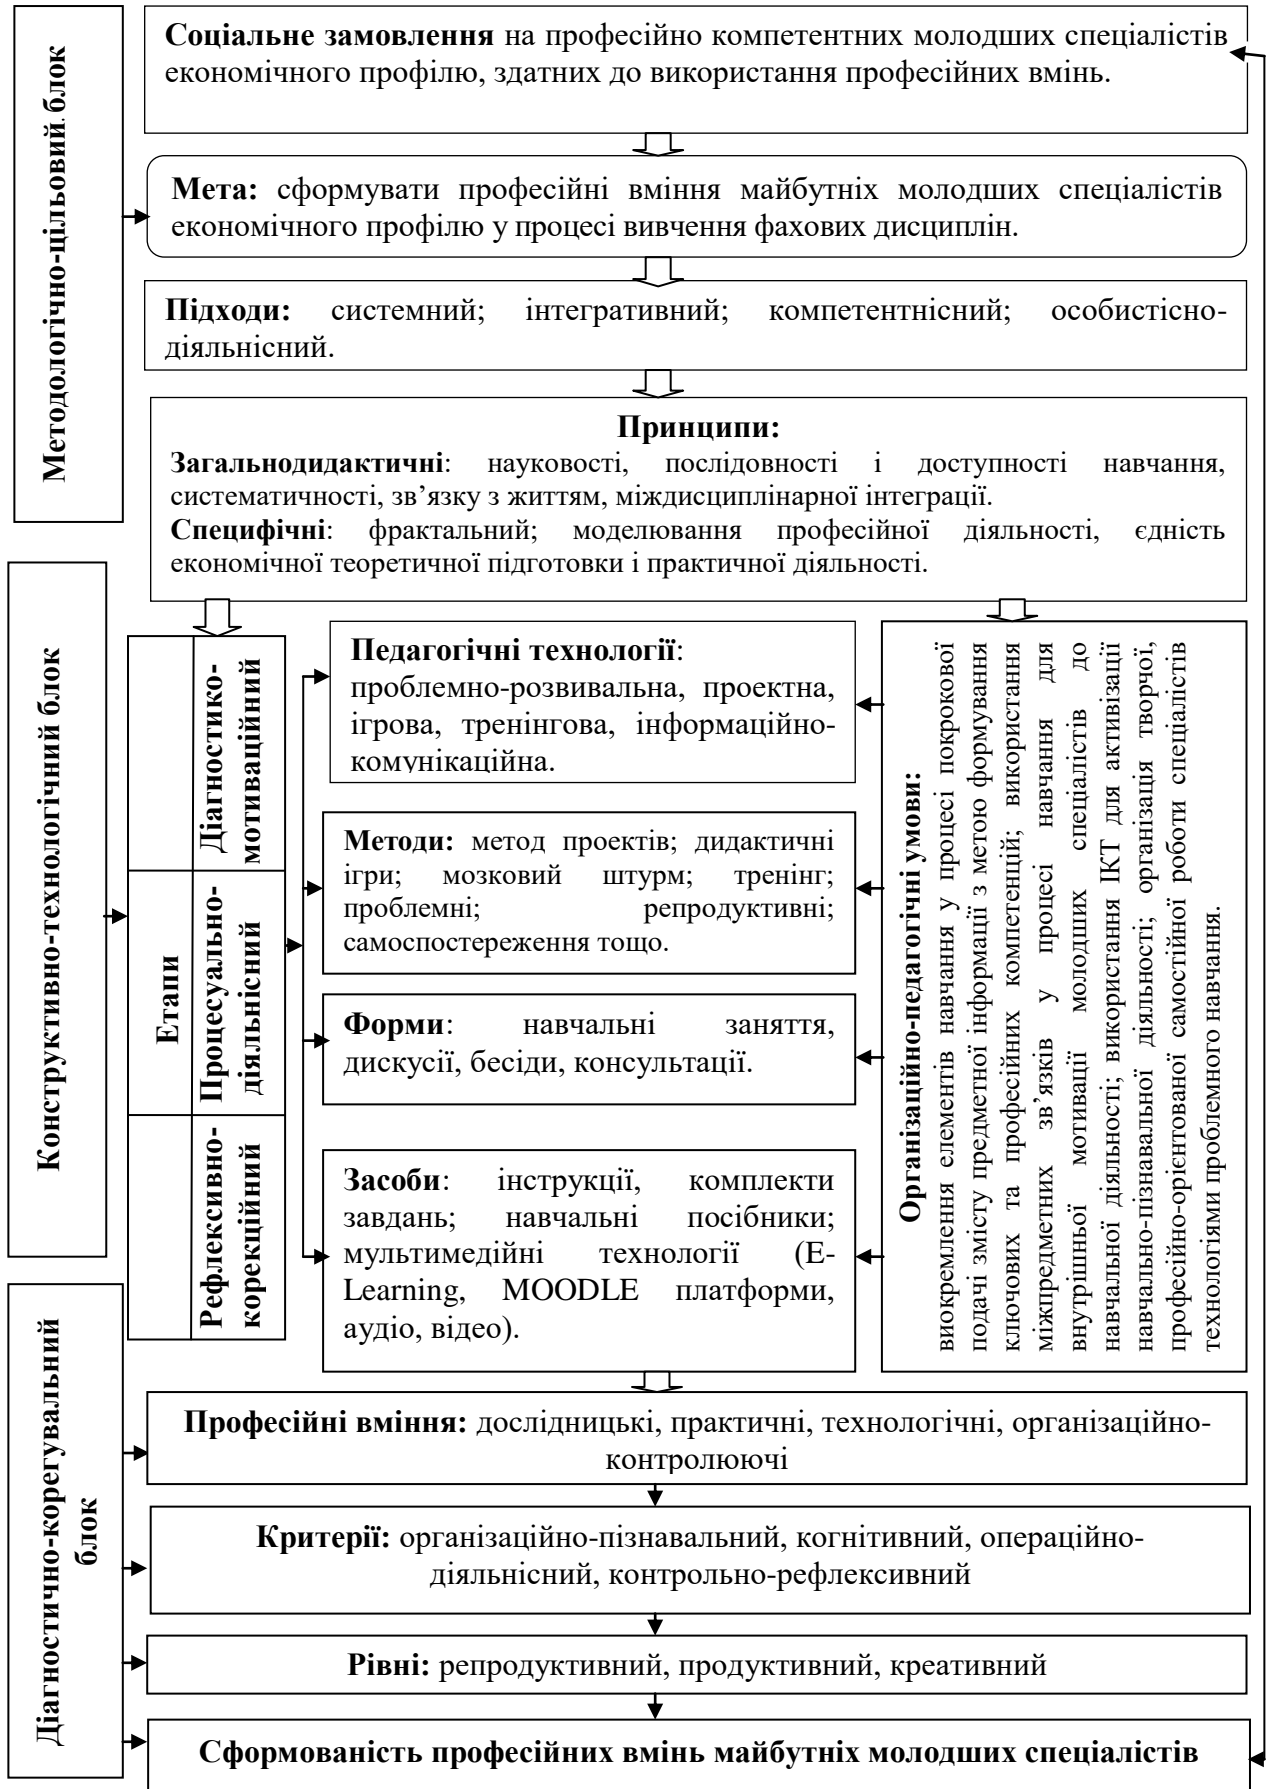 Методологічно-цільовий блок
Соціальне замовлення на професійно компетентних молодших спеціалістів
економічного профілю, здатних до використання професійних вмінь.
Мета: сформувати професійні вміння майбутніх молодших спеціалістів
економічного профілю у процесі вивчення фахових дисциплін.
Підходи: системний; інтегративний; компетентнісний; особистісно-
діяльнісний.
Принципи:
Загальнодидактичні: науковості, послідовності і доступності навчання,
систематичності, зв’язку з життям, міждисциплінарної інтеграції.
Специфічні: фрактальний; моделювання професійної діяльності, єдність
економічної теоретичної підготовки і практичної діяльності.
Конструктивно-технологічний блок
Етапи
Діагностико-
мотиваційний
Процесуально-
діяльнісний
Рефлексивно-
корекційний
Педагогічні технології:
проблемно-розвивальна, проектна,
ігрова, тренінгова, інформаційно-
комунікаційна.
Методи: метод проектів; дидактичні
ігри; мозковий штурм; тренінг;
проблемні; репродуктивні;
самоспостереження тощо.
Форми: навчальні заняття,
дискусії, бесіди, консультації.
Засоби: інструкції, комплекти
завдань; навчальні посібники;
мультимедійні технології (E-
Learning, MOODLE платформи,
аудіо, відео).
Організаційно-педагогічні умови:
виокремлення елементів навчання у процесі покрокової
подачі змісту предметної інформації з метою формування
ключових та професійних компетенцій; використання
міжпредметних зв’язків у процесі навчання для
внутрішньої мотивації молодших спеціалістів до
навчальної діяльності; використання ІКТ для активізації
навчально-пізнавальної діяльності; організація творчої,
професійно-орієнтованої самостійної роботи спеціалістів
технологіями проблемного навчання.
Діагностично-корегувальний
блок
Професійні вміння: дослідницькі, практичні, технологічні, організаційно-
контролюючі
Критерії: організаційно-пізнавальний, когнітивний, операційно-
діяльнісний, контрольно-рефлексивний
Рівні: репродуктивний, продуктивний, креативний
Сформованість професійних вмінь майбутніх молодших спеціалістів